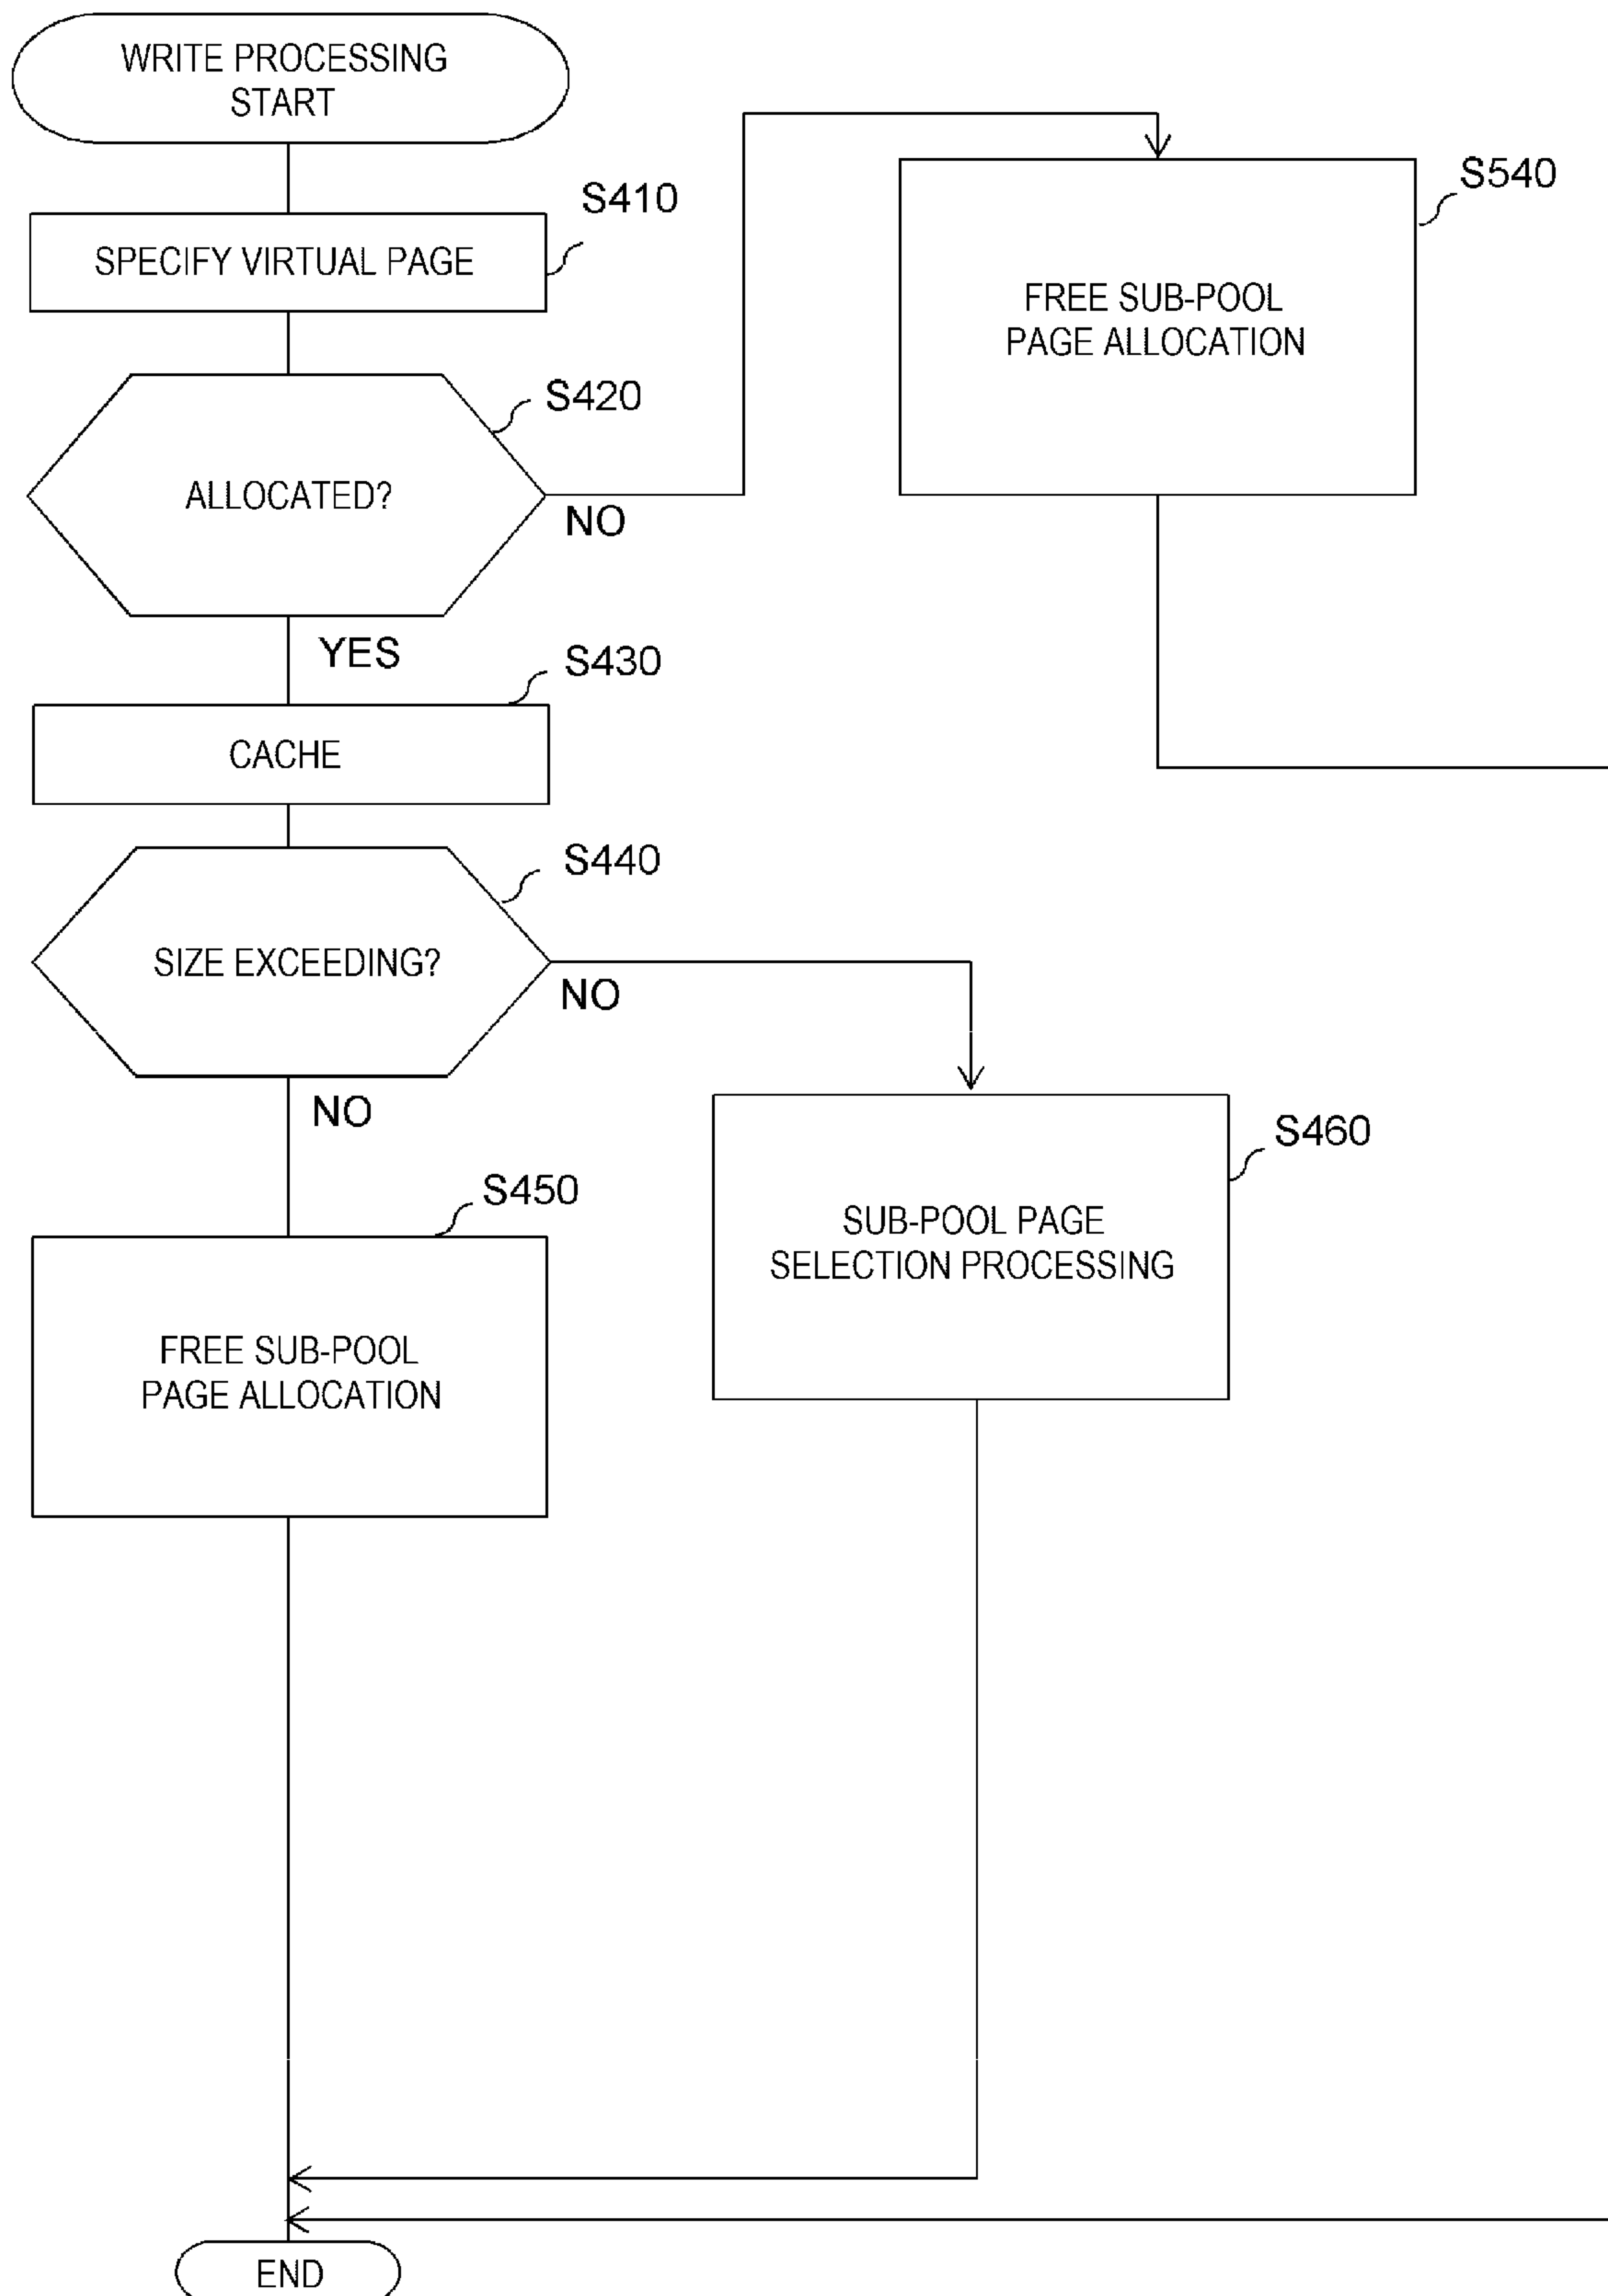 WRITE PROCESSING
START
S410
SPECIFY VIRTUAL PAGE
S420
ALLOCATED?
NO
S540
FREE SUB-POOL
PAGE ALLOCATION
YES
S430
CACHE
S440
SIZE EXCEEDING?
NO
NO
S450
FREE SUB-POOL
PAGE ALLOCATION
S460
SUB-POOL PAGE
SELECTION PROCESSING
END